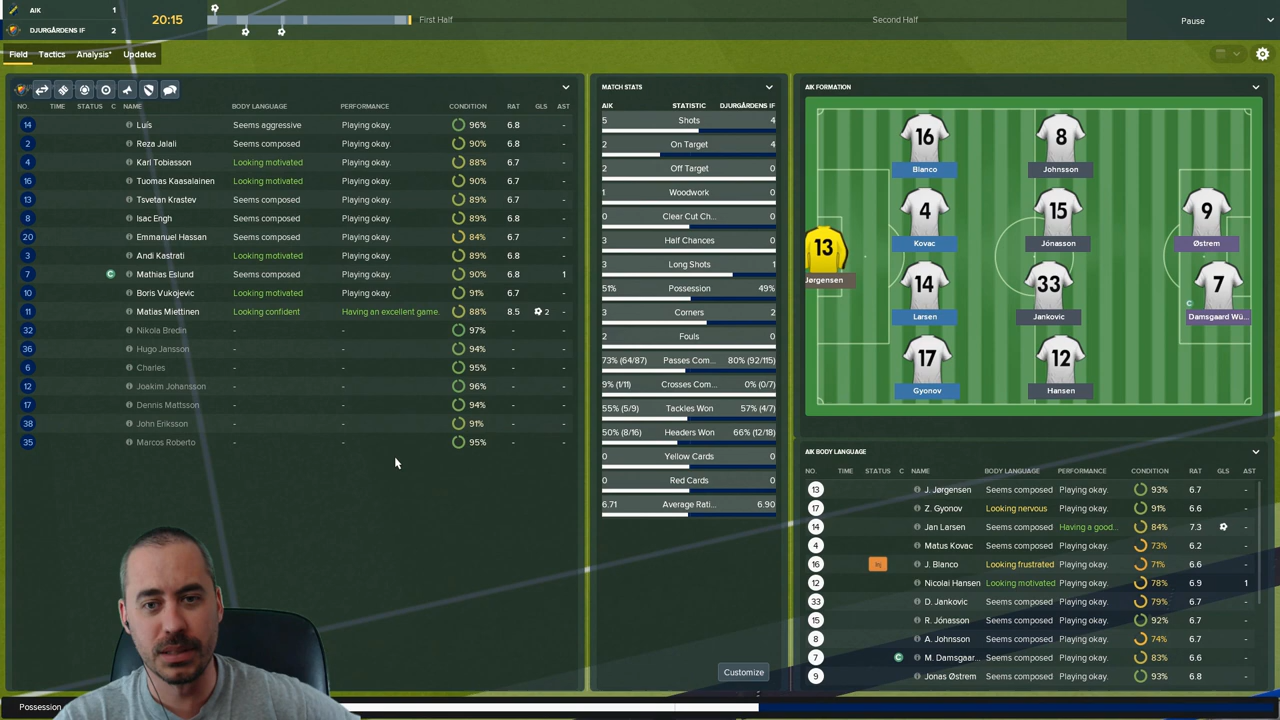 AIK 1
DJURGÅRDENS IF 2
20:15
First Half
Second Half
Pause
Field Tactics Analysis* Updates
NO. TIME STATUS C NAME BODY LANGUAGE PERFORMANCE CONDITION RAT GLS AST
14 Luís Seems aggressive Playing okay. 96% 6.8 - -
2 Reza Jalali Seems composed Playing okay. 90% 6.8 - -
4 Karl Tobiasson Looking motivated Playing okay. 88% 6.7 - -
16 Tuomas Kaasalainen Looking motivated Playing okay. 90% 6.7 - -
13 Tsvetan Krastev Seems composed Playing okay. 89% 6.8 - -
8 Isac Engh Seems composed Playing okay. 89% 6.8 - -
20 Emmanuel Hassan Seems composed Playing okay. 84% 6.7 - -
3 Andi Kastrati Looking motivated Playing okay. 89% 6.8 - -
7 C Mathias Eslund Seems composed Playing okay. 90% 6.8 - 1
10 Boris Vukojevic Looking motivated Playing okay. 91% 6.7 - -
11 Matias Miettinen Looking confident Having an excellent game. 88% 8.5 2 -
32 Nikola Bredin - - 97% - - -
36 Hugo Jansson - - 94% - - -
6 Charles - - 95% - - -
12 Joakim Johansson - - 96% - - -
17 Dennis Mattsson - - 94% - - -
38 John Eriksson - - 91% - - -
35 Marcos Roberto - - 95% - - -
MATCH STATS
AIK STATISTIC DJURGÅRDENS IF
5 Shots 4
2 On Target 4
2 Off Target 0
1 Woodwork 0
0 Clear Cut Ch... 0
3 Half Chances 0
3 Long Shots 1
51% Possession 49%
3 Corners 2
2 Fouls 0
73% (64/87) Passes Com... 80% (92/115)
9% (1/11) Crosses Com... 0% (0/7)
55% (5/9) Tackles Won 57% (4/7)
50% (8/16) Headers Won 66% (12/18)
0 Yellow Cards 0
0 Red Cards 0
6.71 Average Rati... 6.90
Customize
AIK FORMATION
16 8
Blanco Johnsson
4 15 9
Kovac Jónasson Østrem
13
Jørgensen
14 33 7
C
Larsen Jankovic Damsgaard Wü...
17 12
Gyonov Hansen
AIK BODY LANGUAGE
NO. TIME STATUS C NAME BODY LANGUAGE PERFORMANCE CONDITION RAT GLS AST
13 J. Jørgensen Seems composed Playing okay. 93% 6.7 - -
17 Z. Gyonov Looking nervous Playing okay. 91% 6.6 - -
14 Jan Larsen Seems composed Having a good... 84% 7.3 -
4 Matus Kovac Seems composed Playing okay. 73% 6.2 - -
16 Inj J. Blanco Looking frustrated Playing okay. 71% 6.6 - -
12 Nicolai Hansen Looking motivated Playing okay. 78% 6.9 - 1
33 D. Jankovic Seems composed Playing okay. 79% 6.7 - -
15 R. Jónasson Seems composed Playing okay. 92% 6.7 - -
8 A. Johnsson Seems composed Playing okay. 74% 6.7 - -
7 C M. Damsgaar... Seems composed Playing okay. 83% 6.6 - -
9 Jonas Østrem Seems composed Playing okay. 93% 6.8 - -
Possession